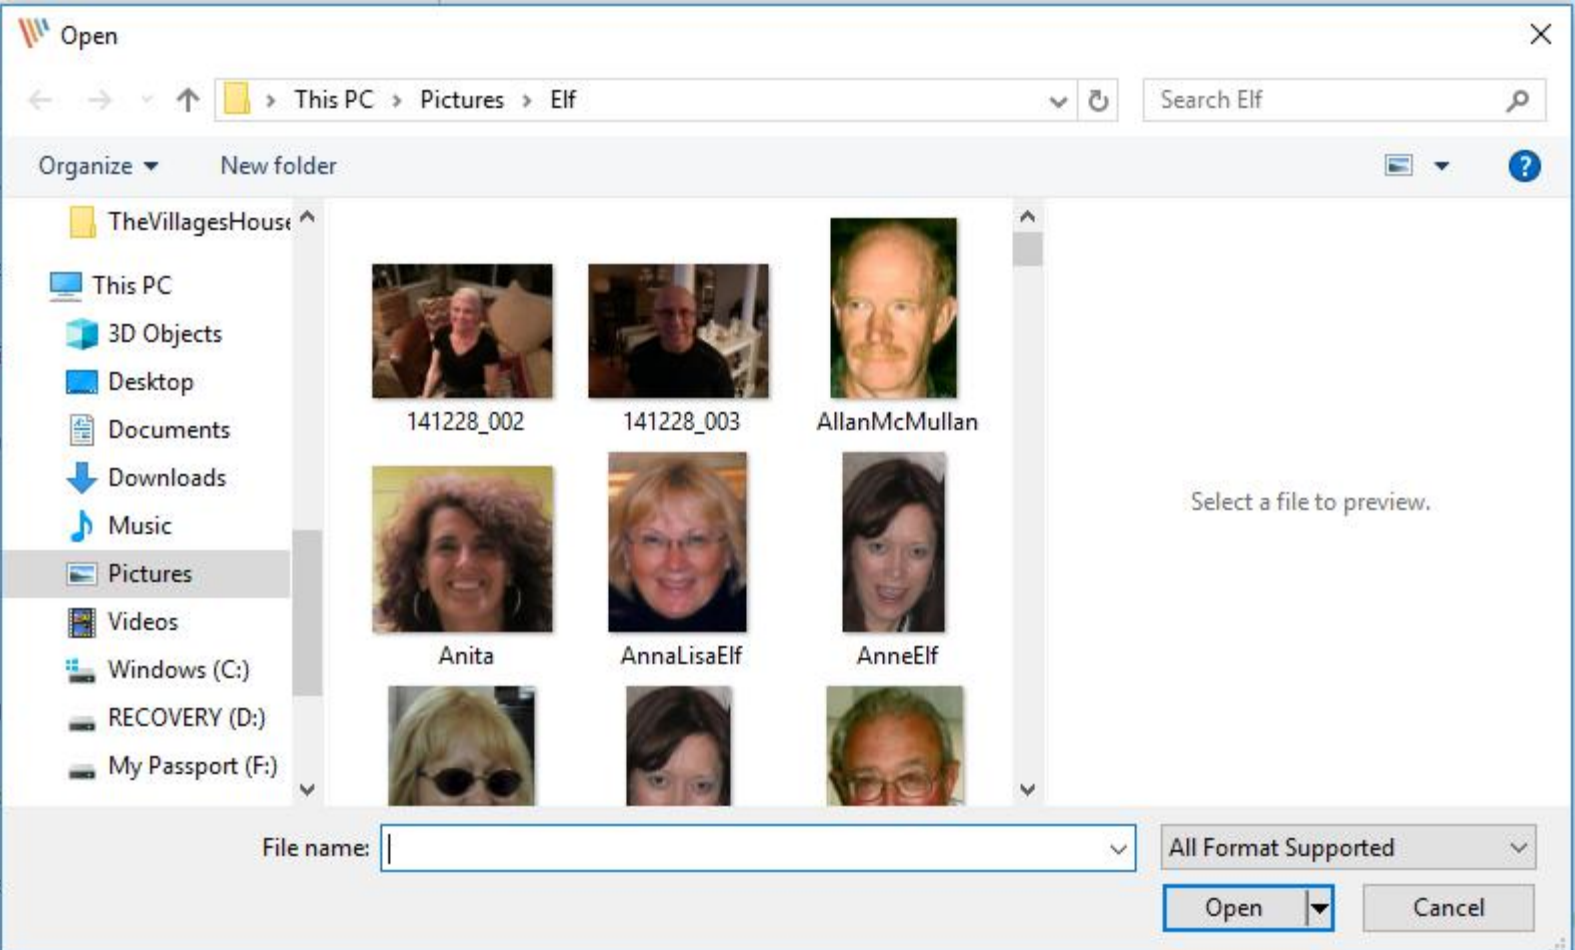 Open
This PC > Pictures > Elf
Search Elf
Organize
New folder
?
TheVillagesHouse
This PC
3D Objects
Desktop
Documents
Downloads
Music
Pictures
Videos
Windows (C:)
RECOVERY (D:)
My Passport (F:)
141228_002
141228_003
AllanMcMullan
Anita
AnnaLisaElf
AnneElf
Select a file to preview.
File name:
All Format Supported
Open
Cancel